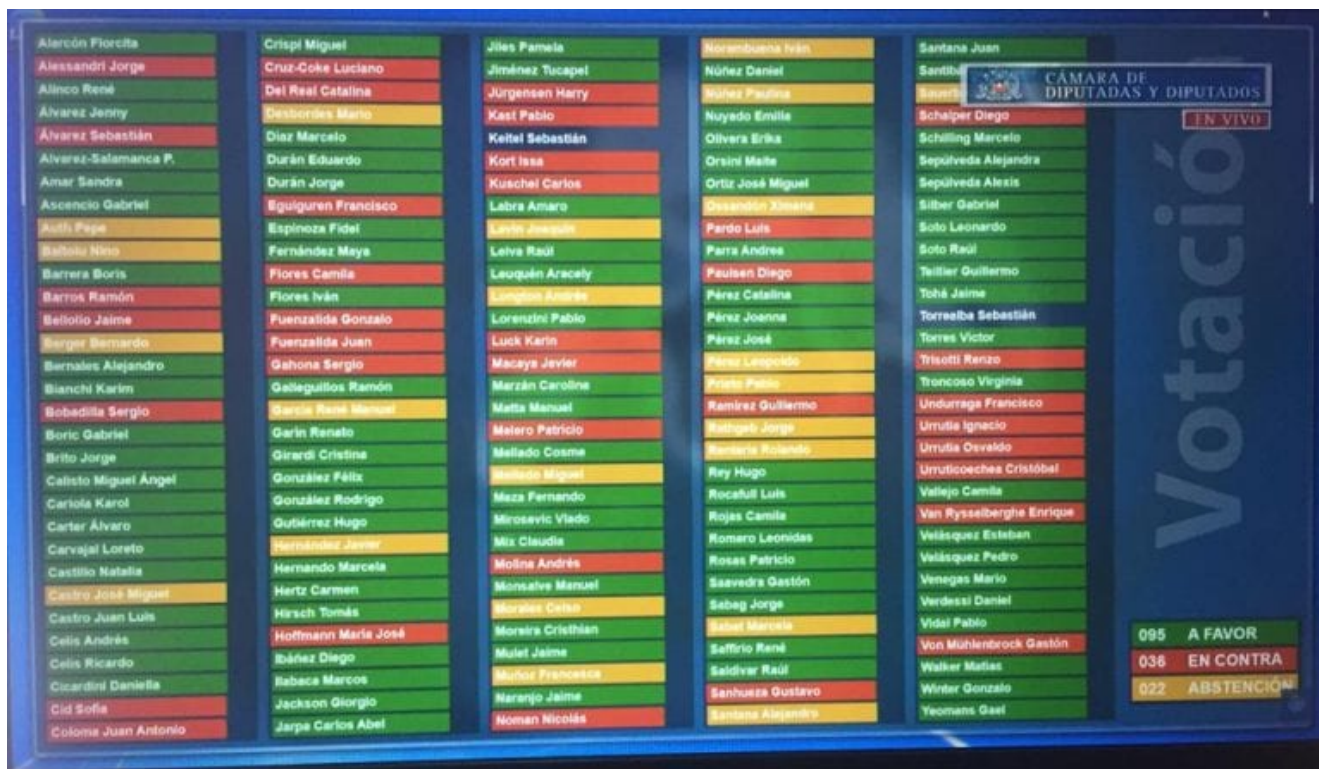 Alarcón Florcita
Alessandri Jorge
Alinco René
Álvarez Jenny
Álvarez Sebastián
Alvarez-Salamanca P.
Amar Sandra
Ascencio Gabriel
Auth Pepe
Baltolu Nino
Barrera Boris
Barros Ramón
Bellolio Jaime
Berger Bernardo
Bernales Alejandro
Bianchi Karim
Bobadilla Sergio
Boric Gabriel
Brito Jorge
Calisto Miguel Ángel
Cariola Karol
Carter Álvaro
Carvajal Loreto
Castillo Natalia
Castro José Miguel
Castro Juan Luis
Celis Andrés
Celis Ricardo
Cicardini Daniella
Cid Sofía
Coloma Juan Antonio
Crispi Miguel
Cruz-Coke Luciano
Del Real Catalina
Desbordes Mario
Díaz Marcelo
Durán Eduardo
Durán Jorge
Eguiguren Francisco
Espinoza Fidel
Fernández Maya
Flores Camila
Flores Iván
Fuenzalida Gonzalo
Fuenzalida Juan
Gahona Sergio
Galleguillos Ramón
García René Manuel
Garín Renato
Girardi Cristina
González Félix
González Rodrigo
Gutiérrez Hugo
Hernández Javier
Hernando Marcela
Hertz Carmen
Hirsch Tomás
Hoffmann María José
Ibáñez Diego
Ilabaca Marcos
Jackson Giorgio
Jarpa Carlos Abel
Jiles Pamela
Jiménez Tucapel
Jürgensen Harry
Kast Pablo
Keitel Sebastián
Kort Issa
Kuschel Carlos
Labra Amaro
Lavín Joaquín
Leiva Raúl
Leuquén Aracely
Longton Andrés
Lorenzini Pablo
Luck Karin
Macaya Javier
Marzán Carolina
Matta Manuel
Melero Patricio
Mellado Cosme
Mellado Miguel
Meza Fernando
Mirosevic Vlado
Mix Claudia
Molina Andrés
Monsalve Manuel
Morales Celso
Moreira Cristhian
Mulet Jaime
Muñoz Francesca
Naranjo Jaime
Noman Nicolás
Norambuena Iván
Núñez Daniel
Núñez Paulina
Nuyado Emilia
Olivera Erika
Orsini Maite
Ortiz José Miguel
Ossandón Ximena
Pardo Luis
Parra Andrea
Paulsen Diego
Pérez Catalina
Pérez Joanna
Pérez José
Pérez Leopoldo
Prieto Pablo
Ramírez Guillermo
Rathgeb Jorge
Rentería Rolando
Rey Hugo
Rocafull Luis
Rojas Camila
Romero Leonidas
Rosas Patricio
Saavedra Gastón
Sabag Jorge
Sabat Marcela
Saffirio René
Saldívar Raúl
Sanhueza Gustavo
Santana Alejandro
Santana Juan
Schalper Diego
Schilling Marcelo
Sepúlveda Alejandra
Sepúlveda Alexis
Silber Gabriel
Soto Leonardo
Soto Raúl
Teillier Guillermo
Tohá Jaime
Torrealba Sebastián
Torres Víctor
Trisotti Renzo
Troncoso Virginia
Undurraga Francisco
Urrutia Ignacio
Urrutia Osvaldo
Urruticoechea Cristóbal
Vallejo Camila
Van Rysselberghe Enrique
Velásquez Esteban
Velásquez Pedro
Venegas Mario
Verdessi Daniel
Vidal Pablo
Von Mühlenbrock Gastón
Walker Matías
Winter Gonzalo
Yeomans Gael
CÁMARA DE
DIPUTADAS Y DIPUTADOS
EN VIVO
Votación
095 A FAVOR
036 EN CONTRA
022 ABSTENCIÓN